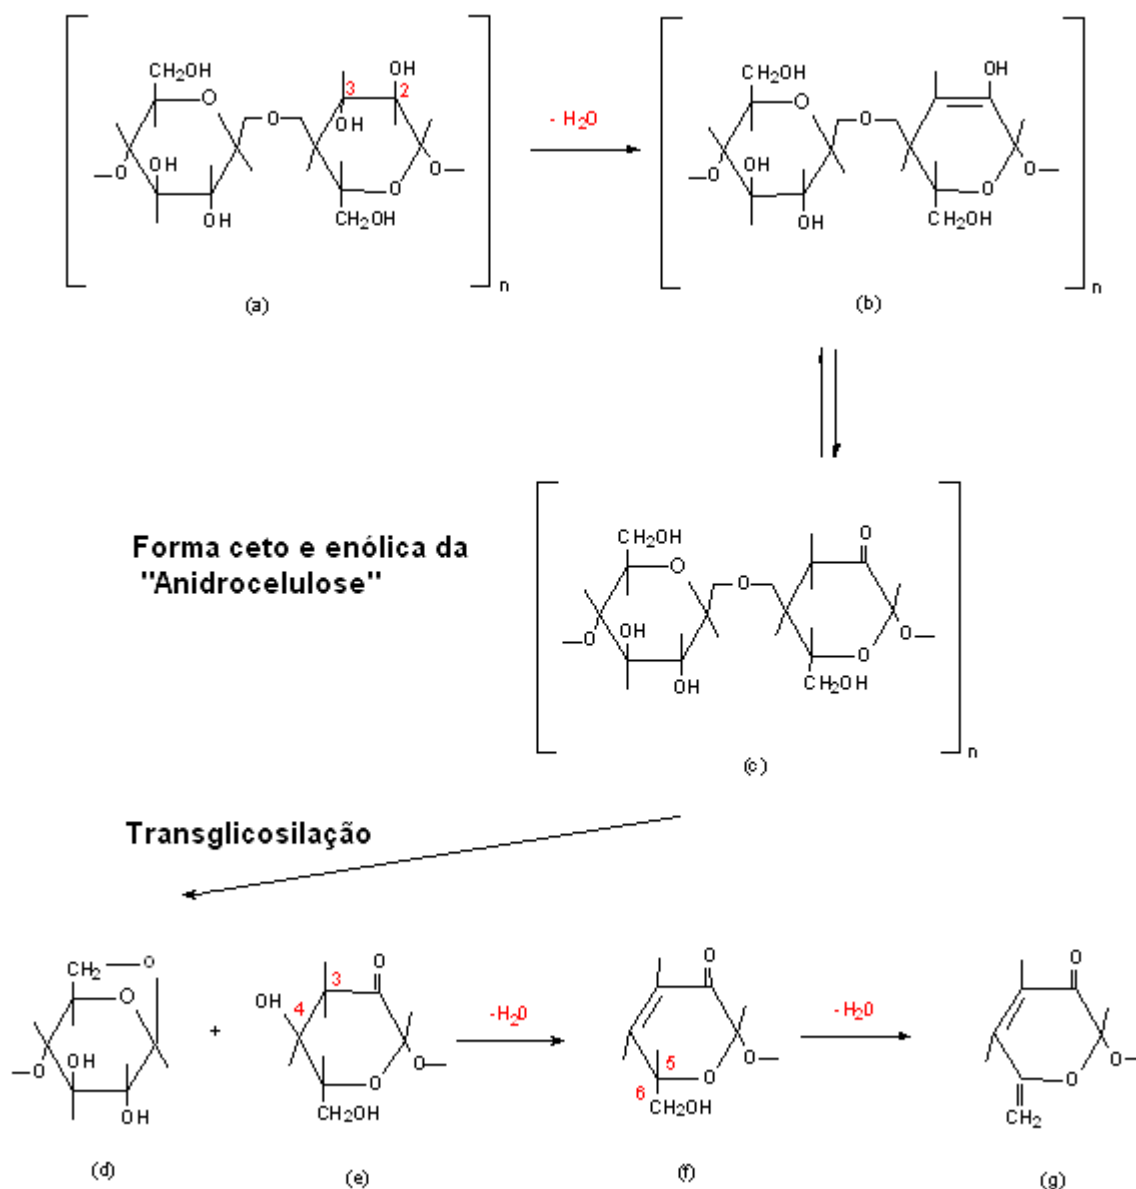 CH2OH
O
3
2
OH
O
OH
OH
O
OH
O
O
OH
CH2OH
n
(a)
- H2O
CH2OH
O
OH
O
OH
O
O
O
OH
CH2OH
n
(b)
Forma ceto e enólica da
"Anidrocelulose"
CH2OH
O
O
O
OH
O
O
O
OH
CH2OH
n
(c)
Transglicosilação
CH2
O
O
O
OH
OH
(d)
+
O
3
OH
4
O
O
CH2OH
(e)
-H2O
O
5
O
O
6
CH2OH
(f)
-H2O
O
O
O
CH2
(g)